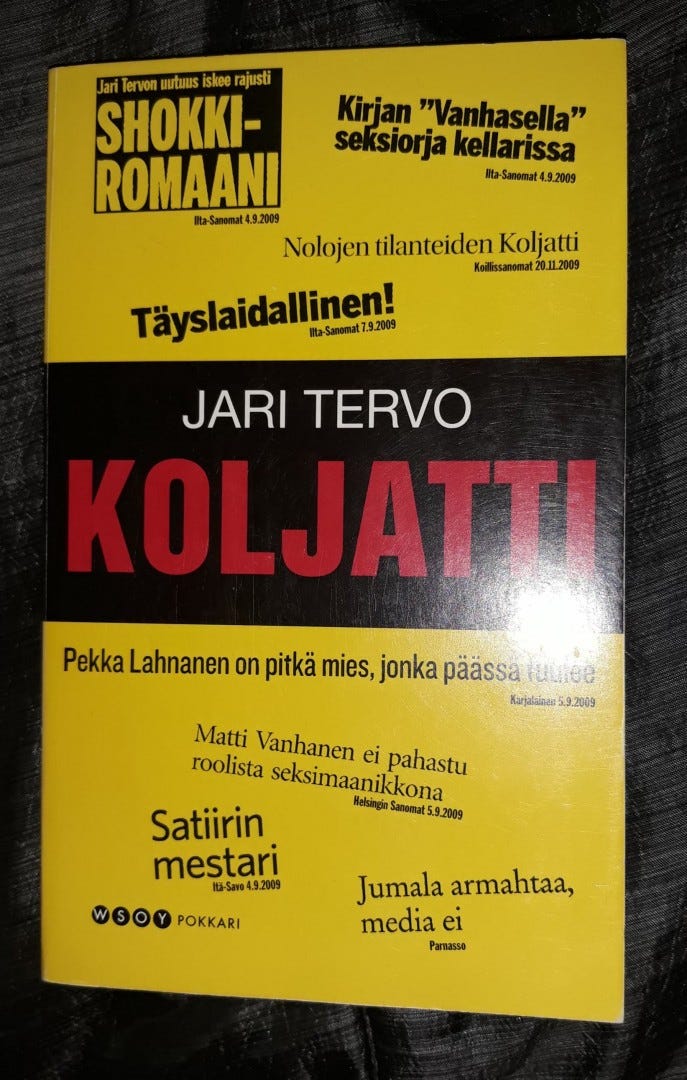 Jari Tervon uutuus iskee rajusti
SHOKKI-
ROMAANI
Ilta-Sanomat 4.9.2009
Kirjan ”Vanhasella”
seksiorja kellarissa
Ilta-Sanomat 4.9.2009
Nolojen tilanteiden Koljatti
Koillissanomat 20.11.2009
Täyslaidallinen!
Ilta-Sanomat 7.9.2009
JARI TERVO
KOLJATTI
Pekka Lahnanen on pitkä mies, jonka päässä tuulee
Karjalainen 5.9.2009
Matti Vanhanen ei pahastu
roolista seksimaanikkona
Helsingin Sanomat 5.9.2009
Satiirin
mestari
Itä-Savo 4.9.2009
Jumala armahtaa,
media ei
Parnasso
WSOY POKKARI